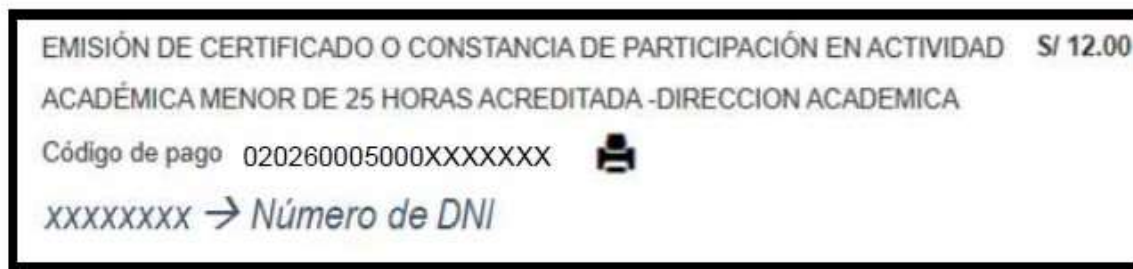 EMISIÓN DE CERTIFICADO O CONSTANCIA DE PARTICIPACIÓN EN ACTIVIDAD S/ 12.00
ACADÉMICA MENOR DE 25 HORAS ACREDITADA -DIRECCION ACADEMICA
Código de pago 020260005000XXXXXXX
xxxxxxxx → Número de DNI